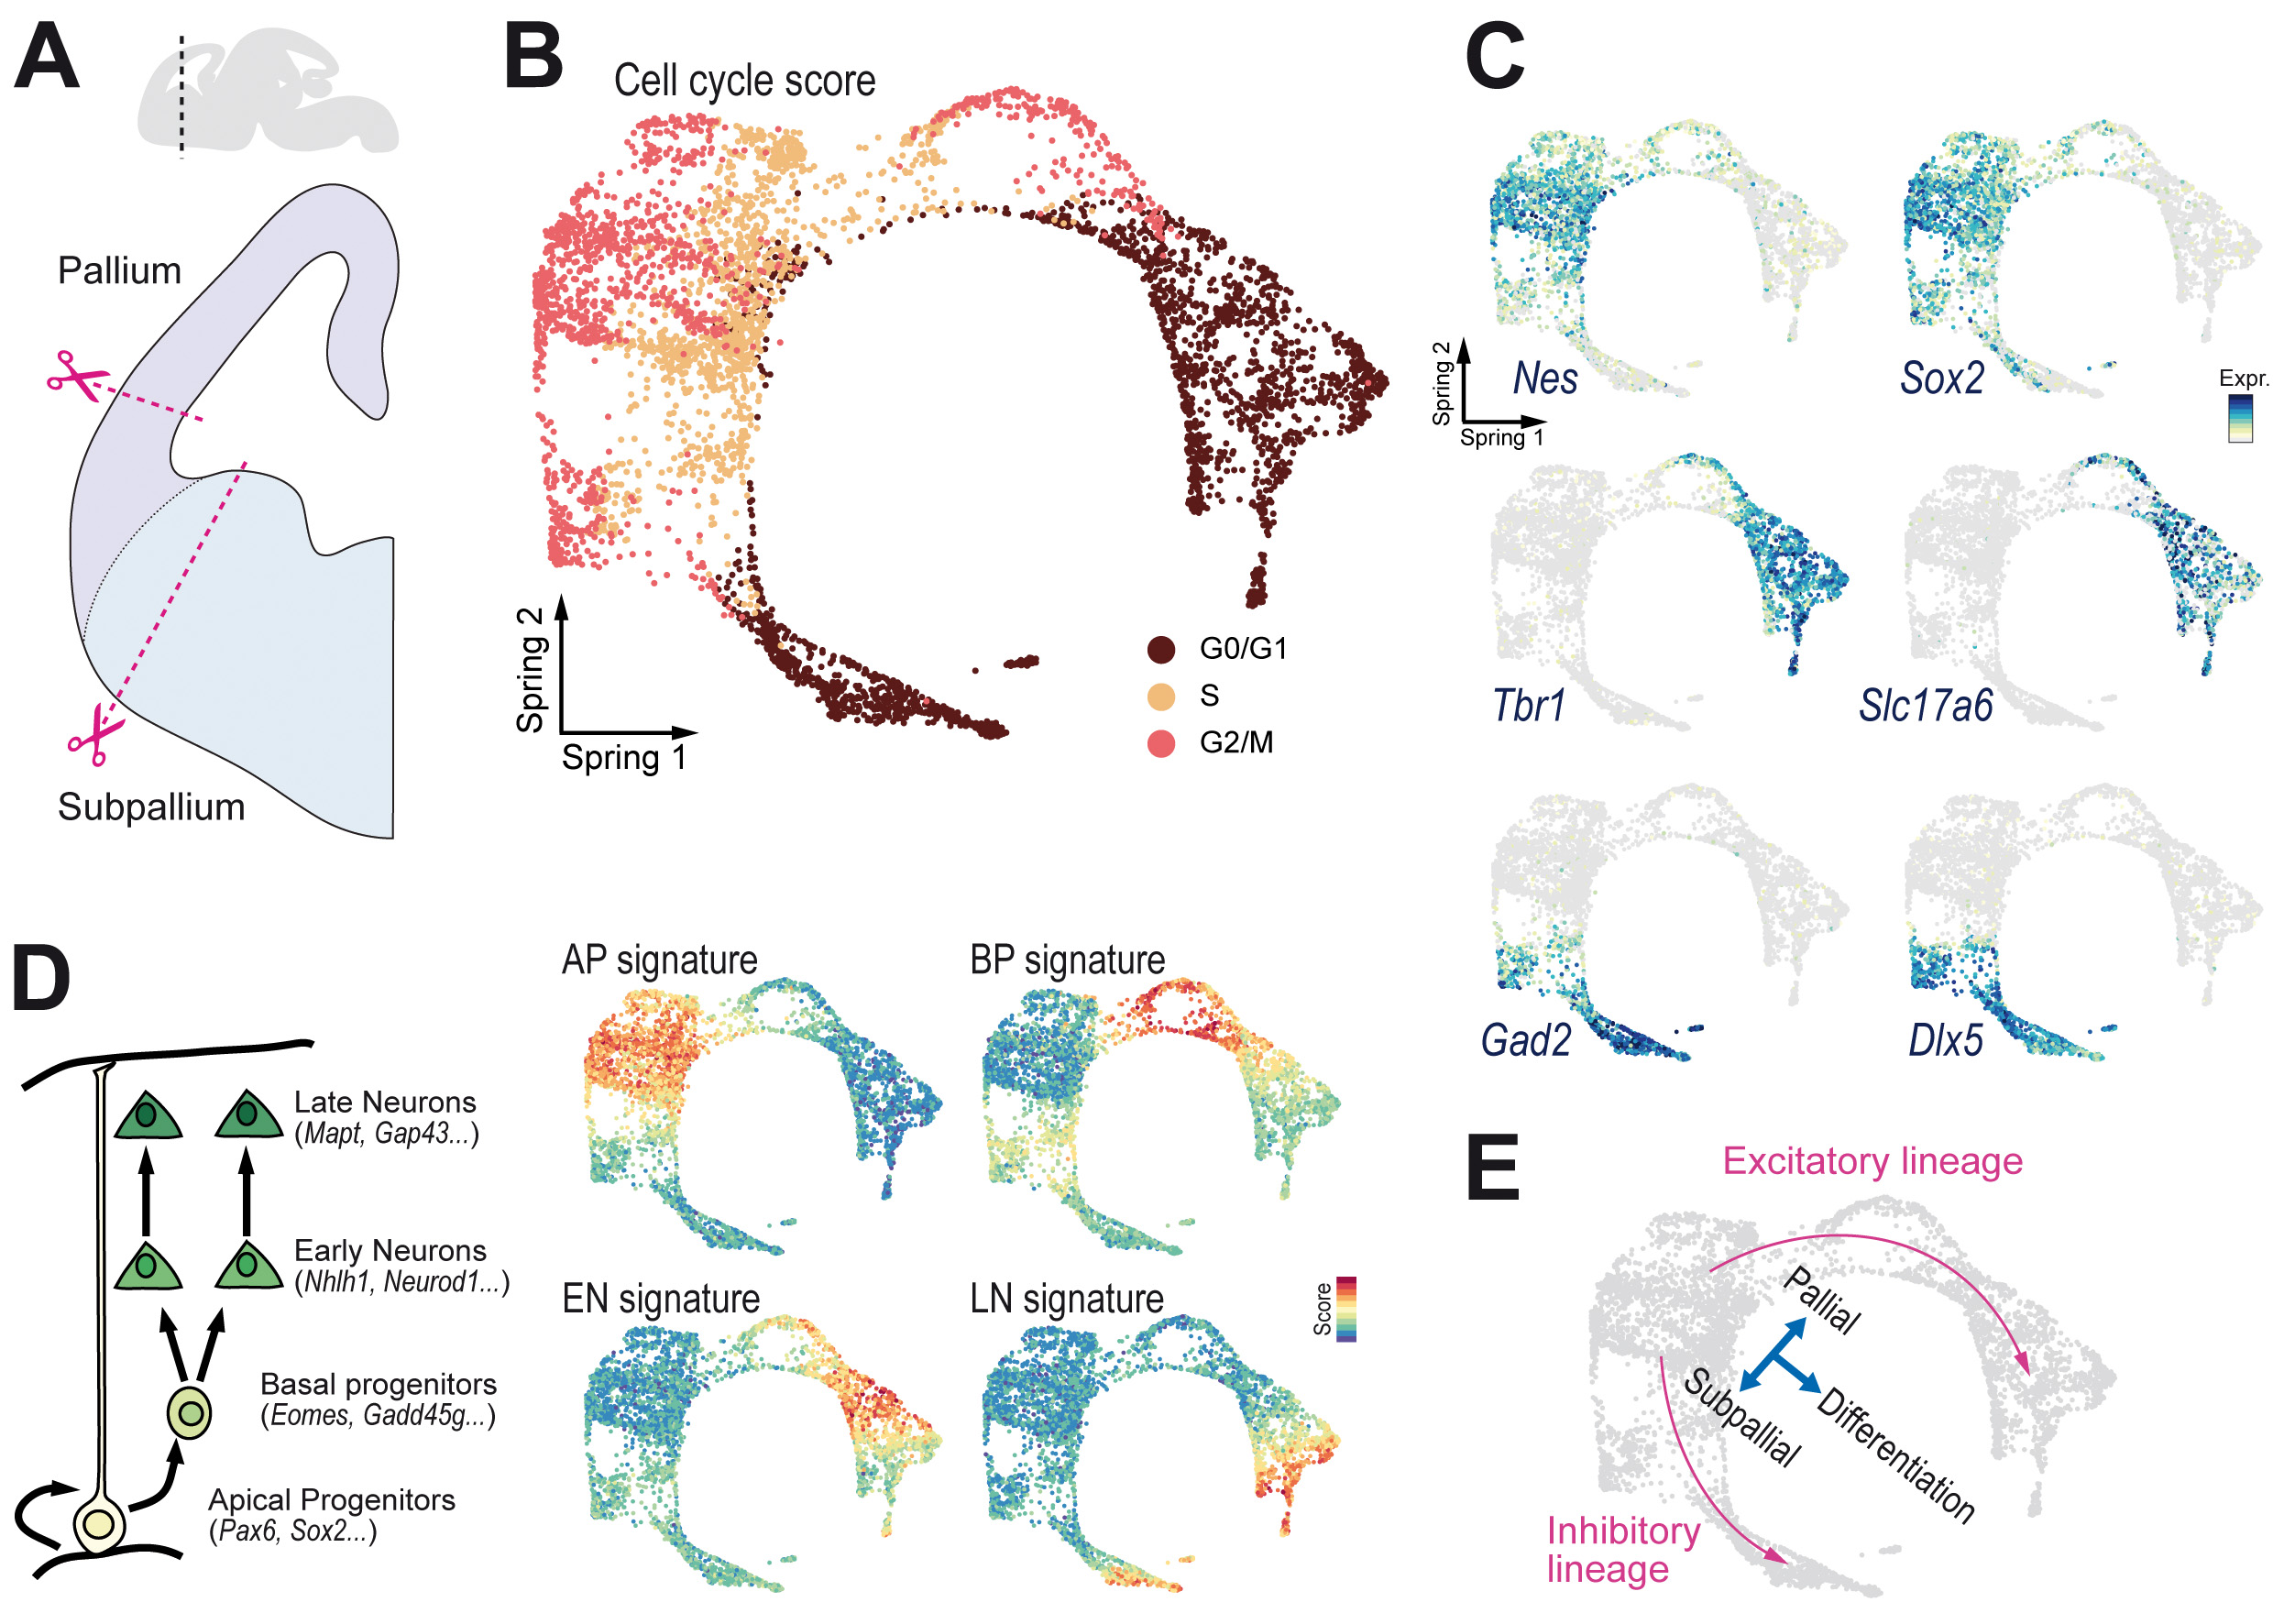 A
Pallium
Subpallium
B
Cell cycle score
Spring 2
Spring 1
G0/G1
S
G2/M
C
Nes
Sox2
Spring 2
Spring 1
Expr.
Tbr1
Slc17a6
Gad2
Dlx5
D
Late Neurons
(Mapt, Gap43...)
Early Neurons
(Nhlh1, Neurod1...)
Basal progenitors
(Eomes, Gadd45g...)
Apical Progenitors
(Pax6, Sox2...)
AP signature
BP signature
EN signature
LN signature
Score
E
Excitatory lineage
Pallial
Subpallial
Differentiation
Inhibitory
lineage